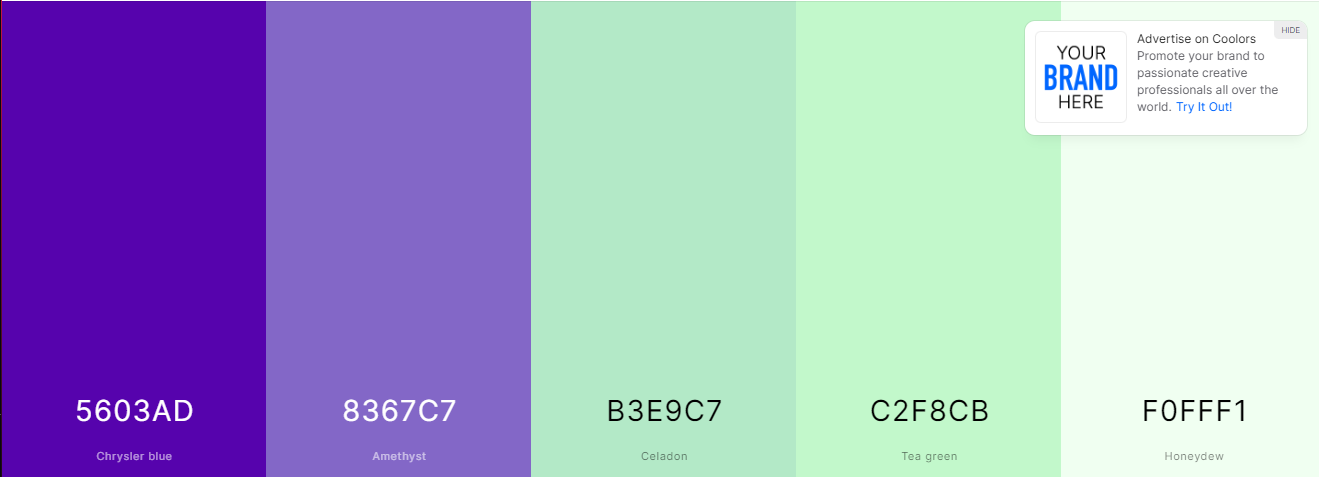 HIDE
YOUR
BRAND
HERE
Advertise on Coolors
Promote your brand to
passionate creative
professionals all over the
world. Try It Out!
5603AD
8367C7
B3E9C7
C2F8CB
F0FFF1
Chrysler blue
Amethyst
Celadon
Tea green
Honeydew